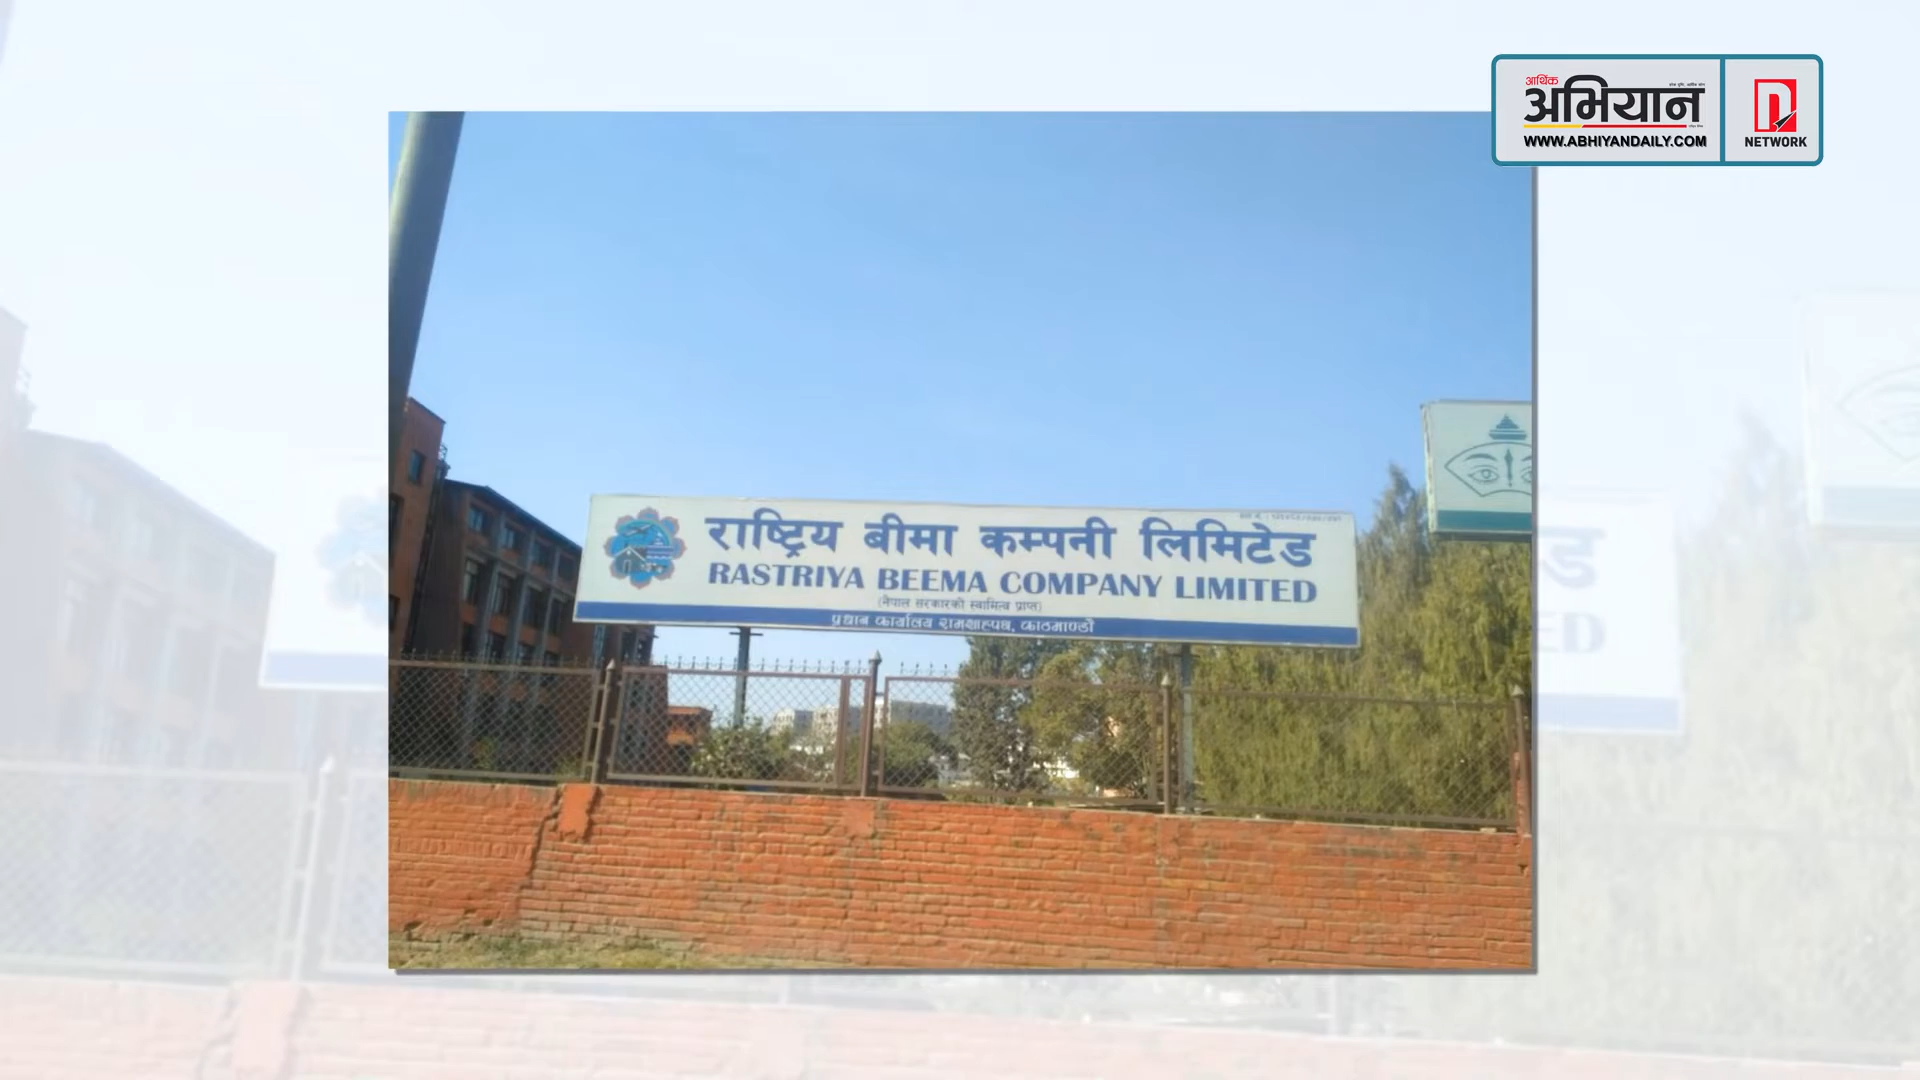 आर्थिक
अभियान
WWW.ABHIYANDAILY.COM
NETWORK
राष्ट्रिय बीमा कम्पनी लिमिटेड
RASTRIYA BEEMA COMPANY LIMITED
(नेपाल सरकारको स्वामित्व प्राप्त)
प्रधान कार्यालय रामशाहपथ, काठमाण्डौ
ED